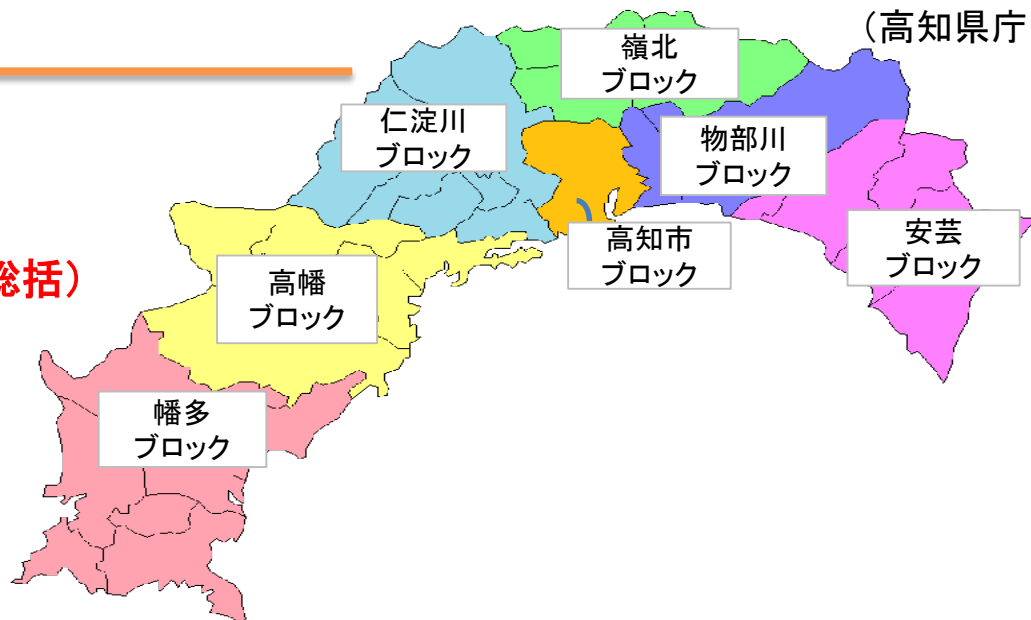 (高知県庁
嶺北
ブロック
仁淀川
ブロック
物部川
ブロック
安芸
ブロック
高知市
ブロック
総括)
高幡
ブロック
幡多
ブロック